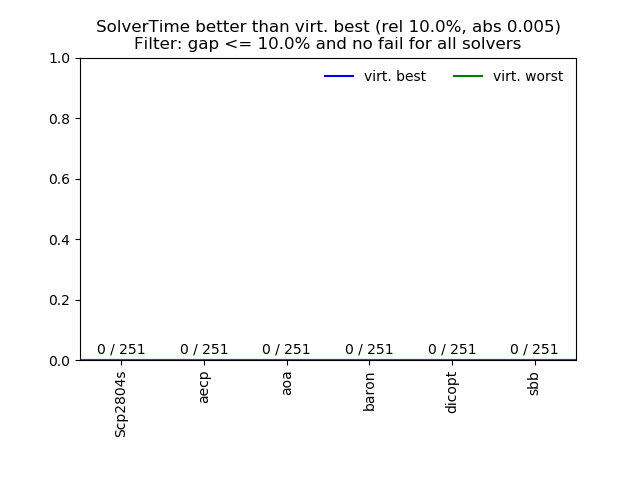 SolverTime better than virt. best (rel 10.0%, abs 0.005)
Filter: gap <= 10.0% and no fail for all solvers
virt. best virt. worst
1.0
0.8
0.6
0.4
0.2
0.0
0 / 251 0 / 251 0 / 251 0 / 251 0 / 251 0 / 251
Scp2804s
aecp
aoa
baron
dicopt
sbb